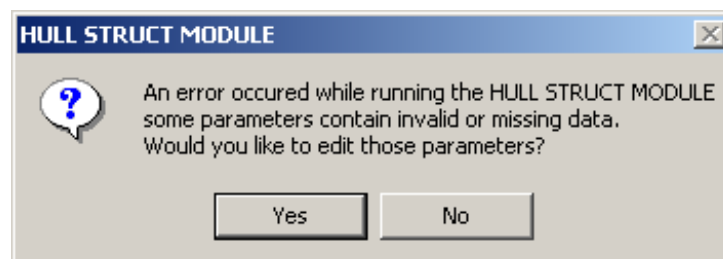 HULL STRUCT MODULE
An error occured while running the HULL STRUCT MODULE
some parameters contain invalid or missing data.
Would you like to edit those parameters?
Yes No